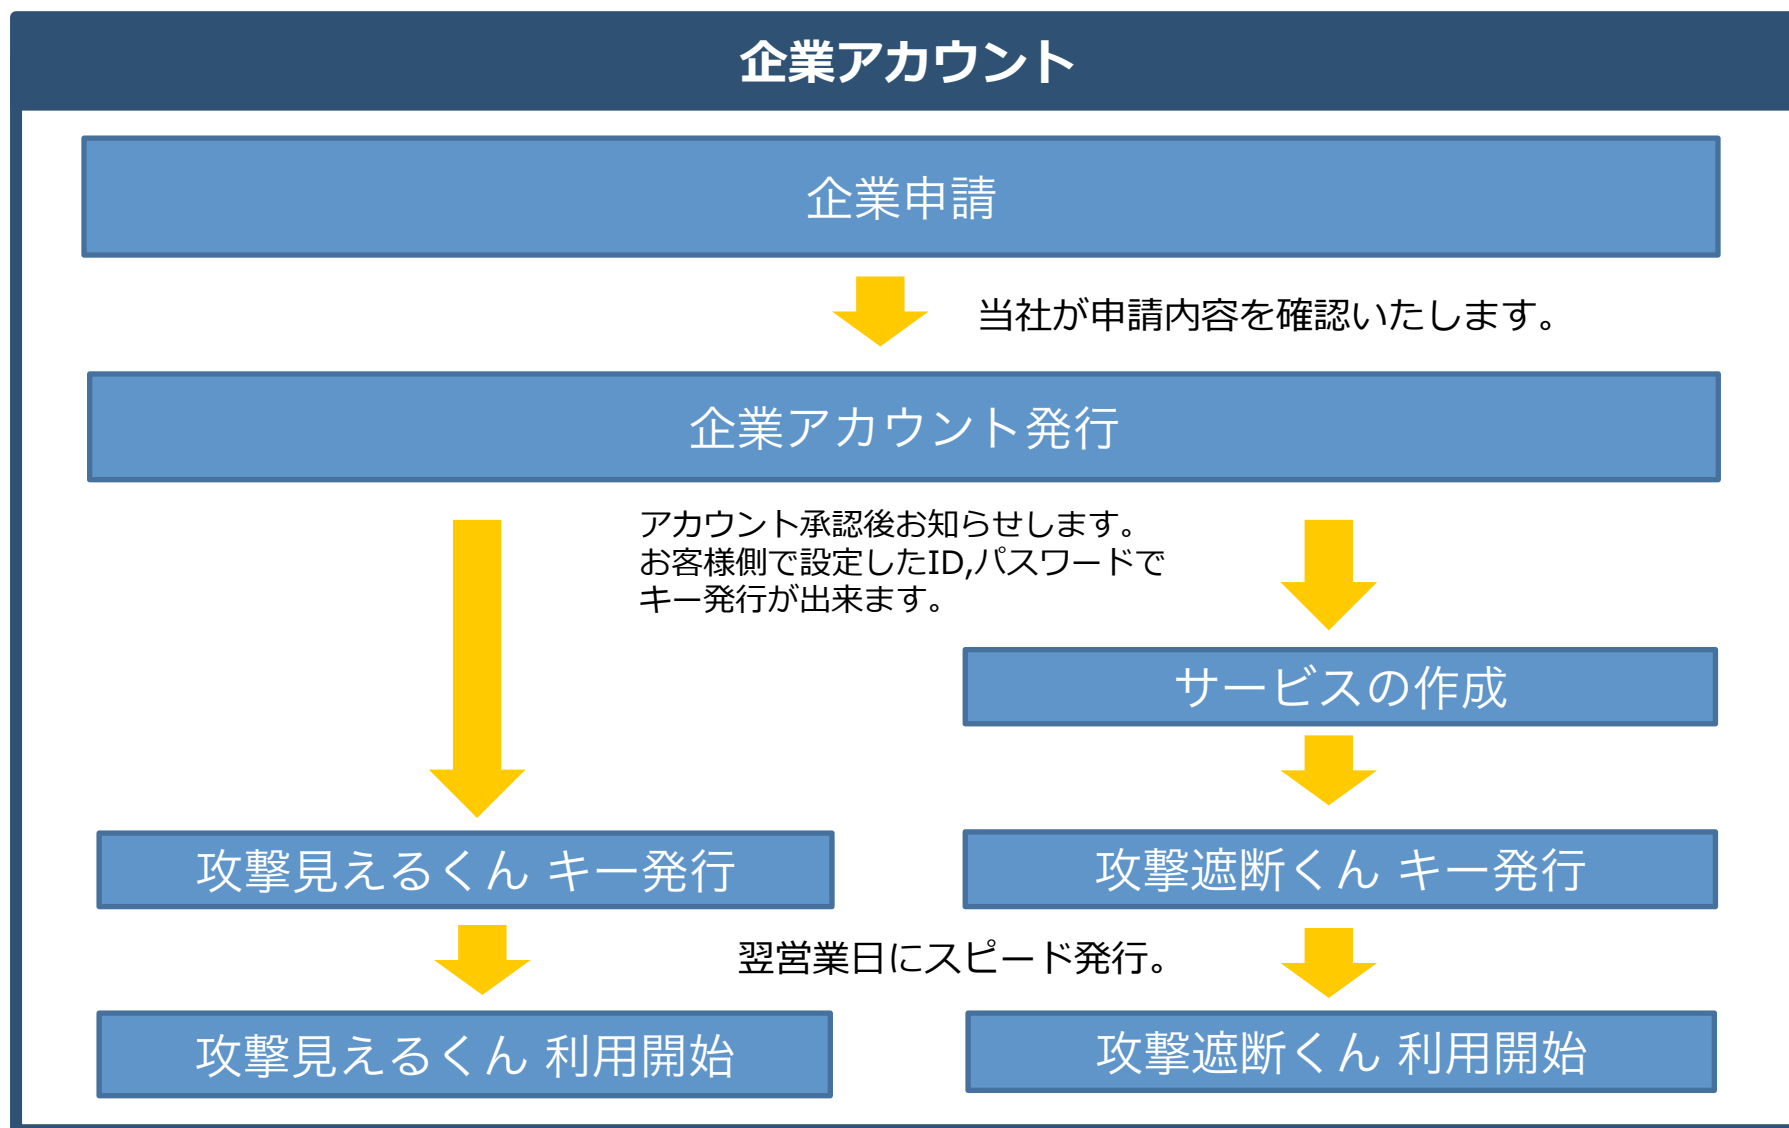 企業アカウント
企業申請
当社が申請内容を確認いたします。
企業アカウント発行
アカウント承認後お知らせします。
お客様側で設定したID,パスワードで
キー発行が出来ます。
サービスの作成
攻撃見えるくん キー発行
攻撃遮断くん キー発行
翌営業日にスピード発行。
攻撃見えるくん 利用開始
攻撃遮断くん 利用開始